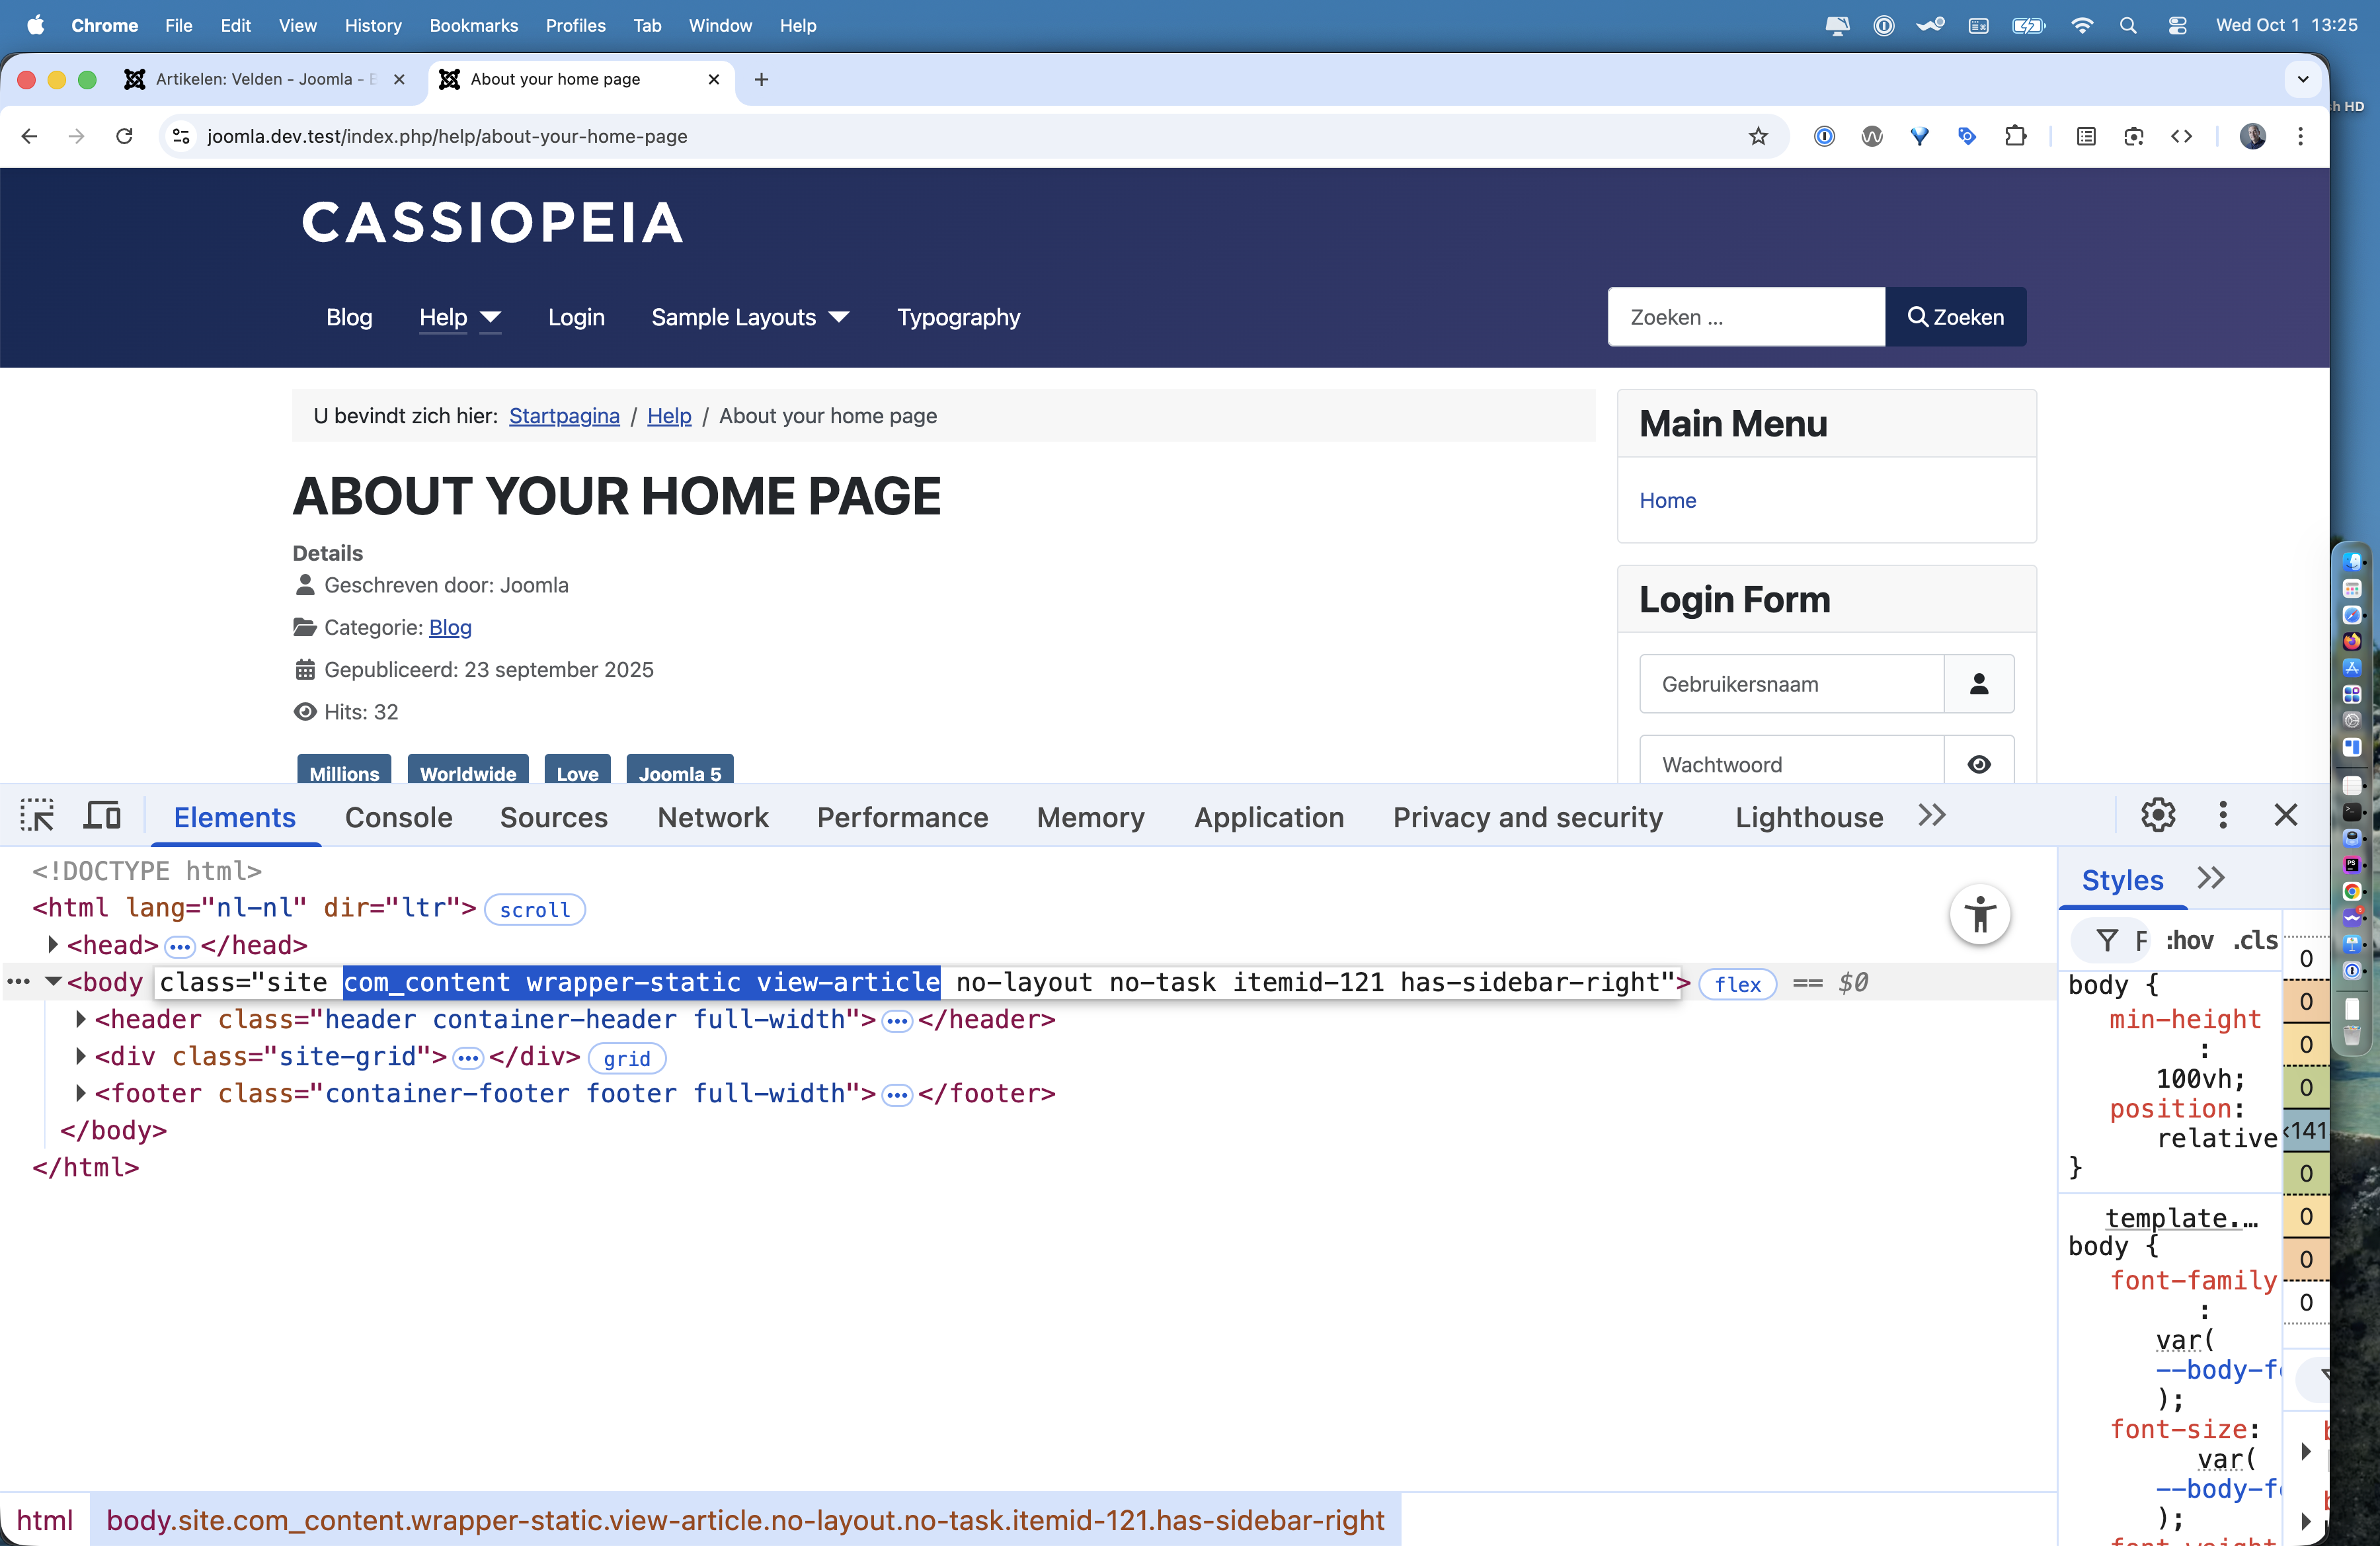 Chrome File Edit View History Bookmarks Profiles Tab Window Help Wed Oct 1 13:25
Artikelen: Velden - Joomla - About your home page
joomla.dev.test/index.php/help/about-your-home-page
CASSIOPEIA
Blog Help Login Sample Layouts Typography Zoeken ... Zoeken
U bevindt zich hier: Startpagina / Help / About your home page
Main Menu
Home
ABOUT YOUR HOME PAGE
Details
Geschreven door: Joomla
Categorie: Blog
Gepubliceerd: 23 september 2025
Hits: 32
Millions Worldwide Love Joomla 5
Login Form
Gebruikersnaam
Wachtwoord
Elements Console Sources Network Performance Memory Application Privacy and security Lighthouse
<!DOCTYPE html>
<html lang="nl-nl" dir="ltr"> scroll
<head> ••• </head>
••• <body class="site com_content wrapper-static view-article no-layout no-task itemid-121 has-sidebar-right"> flex == $0
<header class="header container-header full-width"> ••• </header>
<div class="site-grid"> ••• </div> grid
<footer class="container-footer footer full-width"> ••• </footer>
</body>
</html>
html body.site.com_content.wrapper-static.view-article.no-layout.no-task.itemid-121.has-sidebar-right
Styles
F :hov .cls
body {
min-height
:
100vh;
position:
relative
}
template.…
body {
font-family
:
var(
--body-f
);
font-size:
var(
--body-f
);
font-weight
0
0
0
0
×141
0
0
0
0
HD